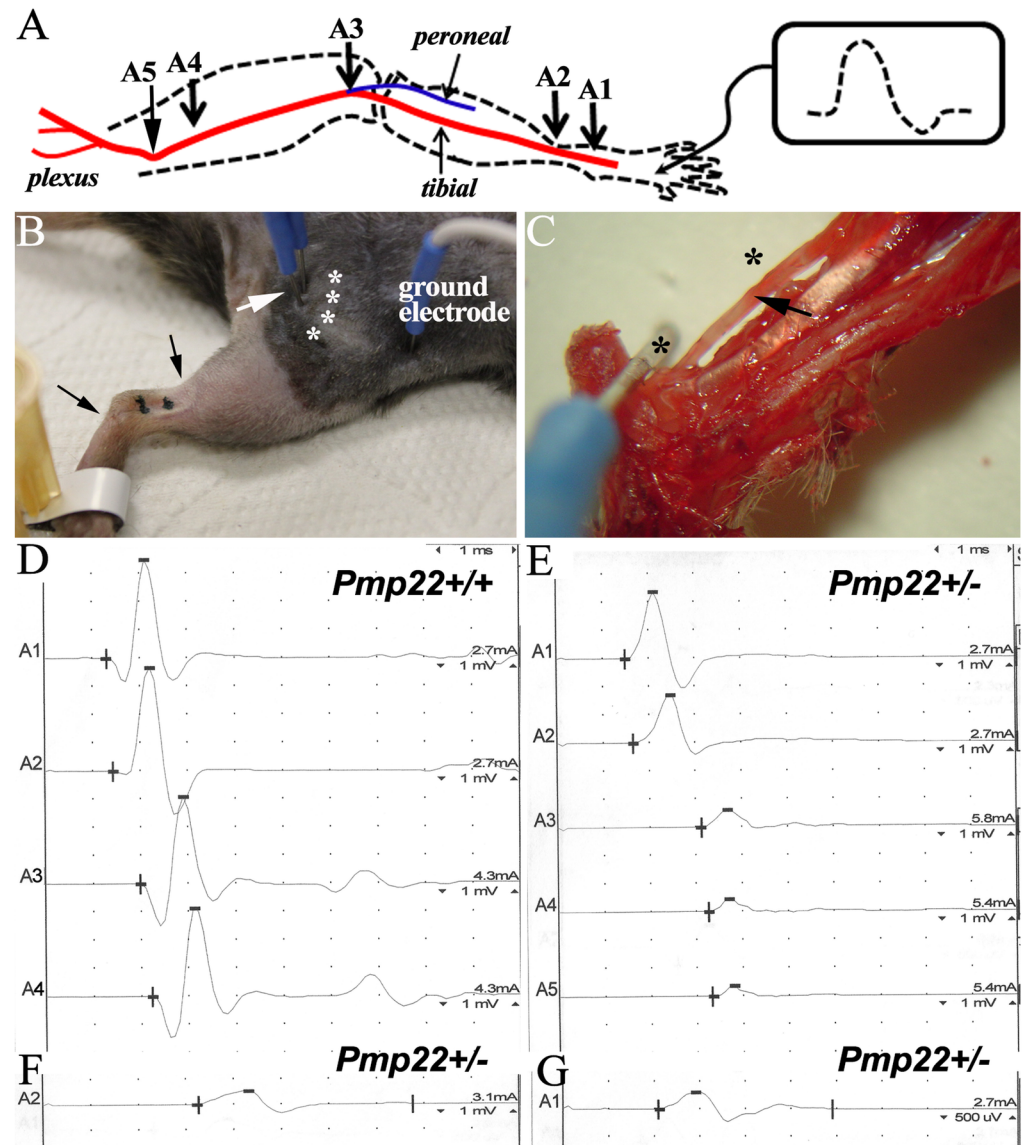 A
A3
peroneal
A5
A4
A2
A1
plexus
tibial
B
*
*
*
*
ground
electrode
C
*
*
D
1 ms
Pmp22+/+
A1
2.7mA
1 mV
A2
2.7mA
1 mV
A3
4.3mA
1 mV
A4
4.3mA
1 mV
E
1 ms
Pmp22+/-
A1
2.7mA
1 mV
A2
2.7mA
1 mV
A3
5.8mA
1 mV
A4
5.4mA
1 mV
A5
5.4mA
1 mV
F
Pmp22+/-
A2
3.1mA
1 mV
G
Pmp22+/-
A1
2.7mA
500 uV